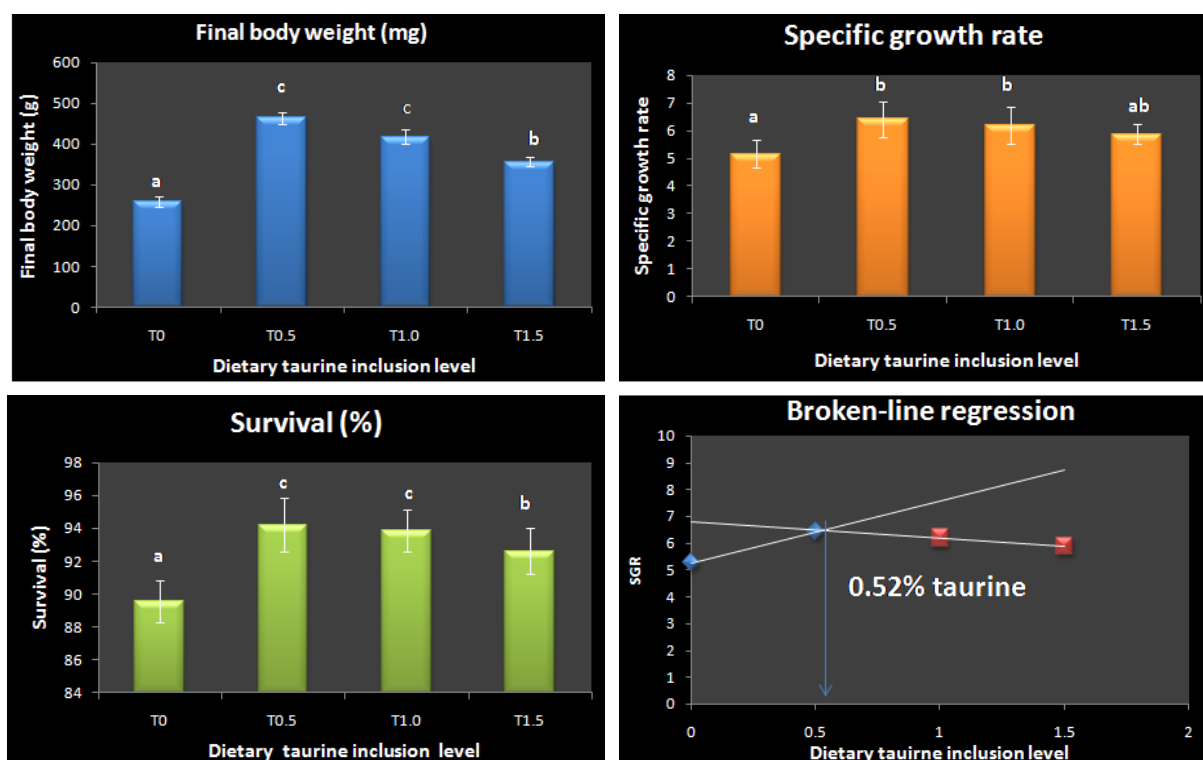 Final body weight (mg)
Final body weight (g)
600
500
400
300
200
100
0
a
c
c
b
T0
T0.5
T1.0
T1.5
Dietary taurine inclusion level
Specific growth rate
Specific growth rate
8
7
6
5
4
3
2
1
0
a
b
b
ab
T0
T0.5
T1.0
T1.5
Dietary taurine inclusion level
Survival (%)
Survival (%)
98
96
94
92
90
88
86
84
a
c
c
b
T0
T0.5
T1.0
T1.5
Dietary taurine inclusion level
Broken-line regression
SGR
10
9
8
7
6
5
4
3
2
1
0
0.52% taurine
0
0.5
1
1.5
2
Dietary tauirne inclusion level